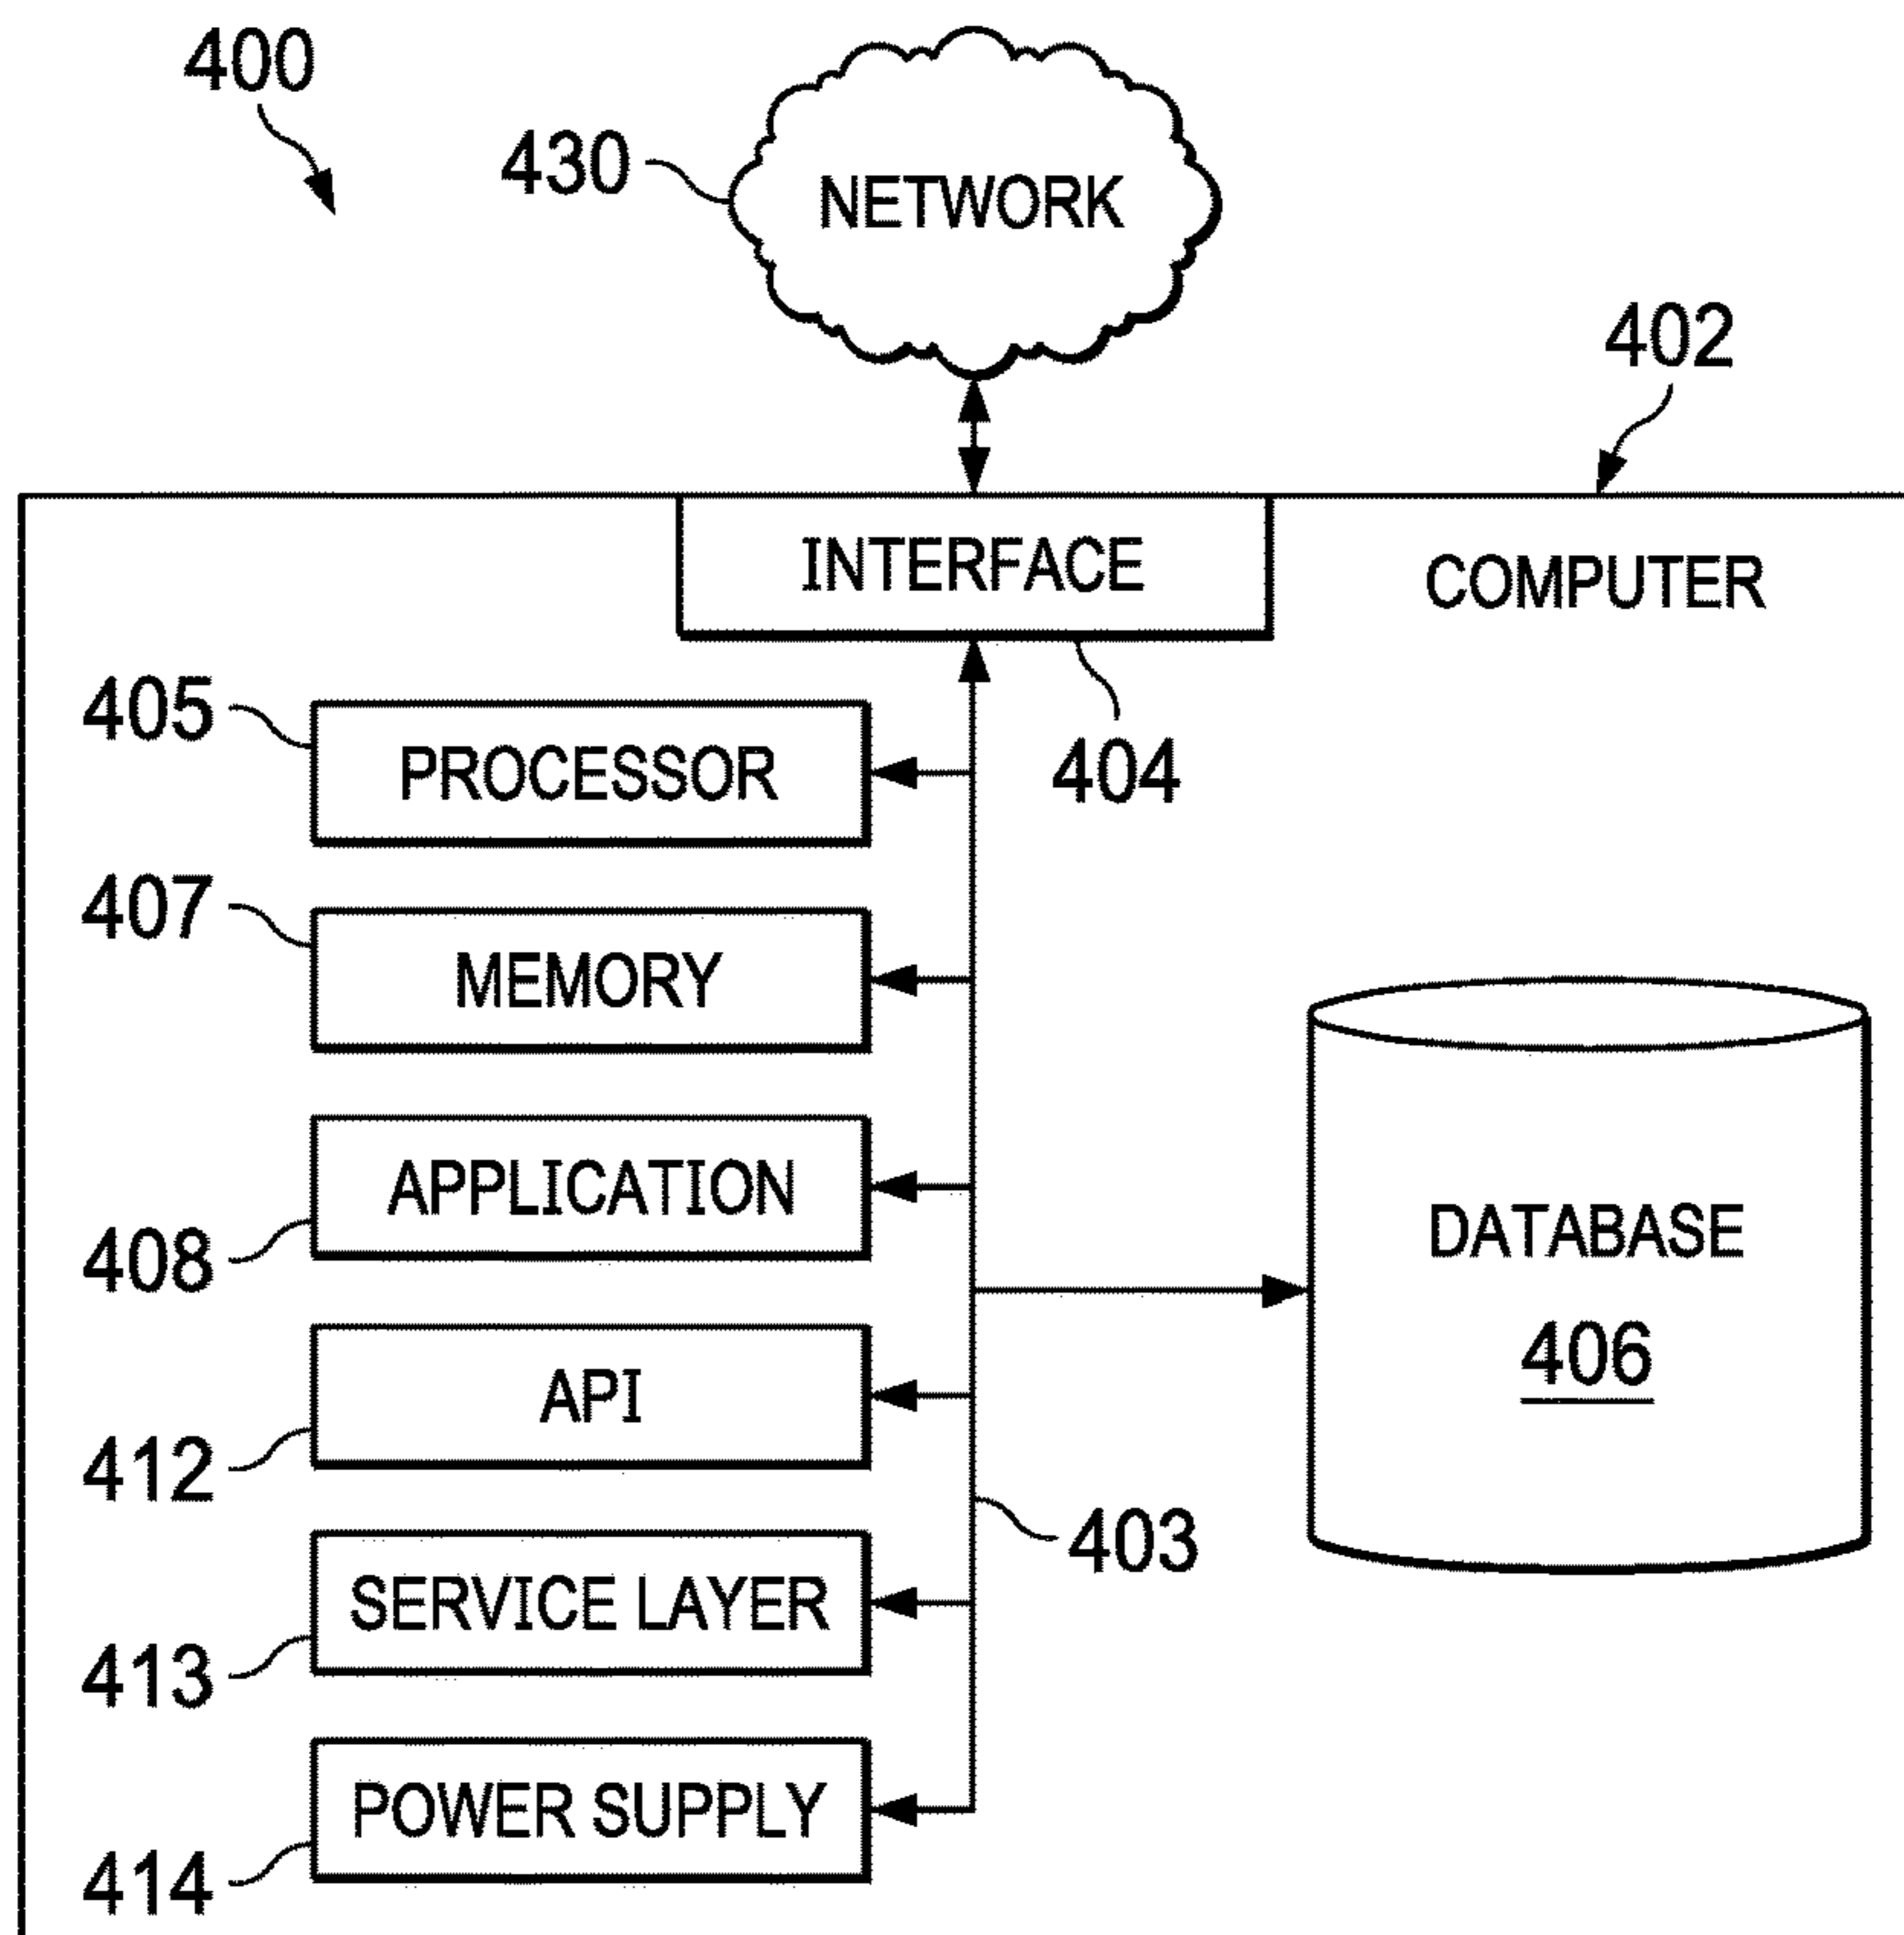 400
430
NETWORK
402
INTERFACE
COMPUTER
405
PROCESSOR
404
407
MEMORY
APPLICATION
408
DATABASE
406
API
412
403
SERVICE LAYER
413
POWER SUPPLY
414